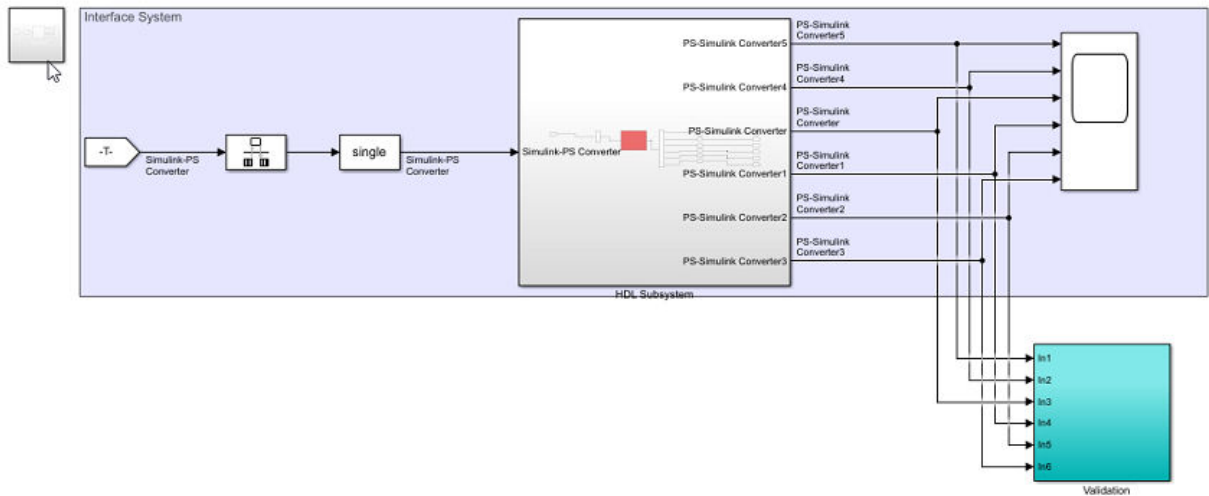 Interface System
-T-
Simulink-PS
Converter
single
Simulink-PS
Converter
Simulink-PS Converter
PS-Simulink Converter5
PS-Simulink Converter4
PS-Simulink Converter
PS-Simulink Converter1
PS-Simulink Converter2
PS-Simulink Converter3
HDL Subsystem
PS-Simulink
Converter5
PS-Simulink
Converter4
PS-Simulink
Converter
PS-Simulink
Converter1
PS-Simulink
Converter2
PS-Simulink
Converter3
In1
In2
In3
In4
In5
In6
Validation